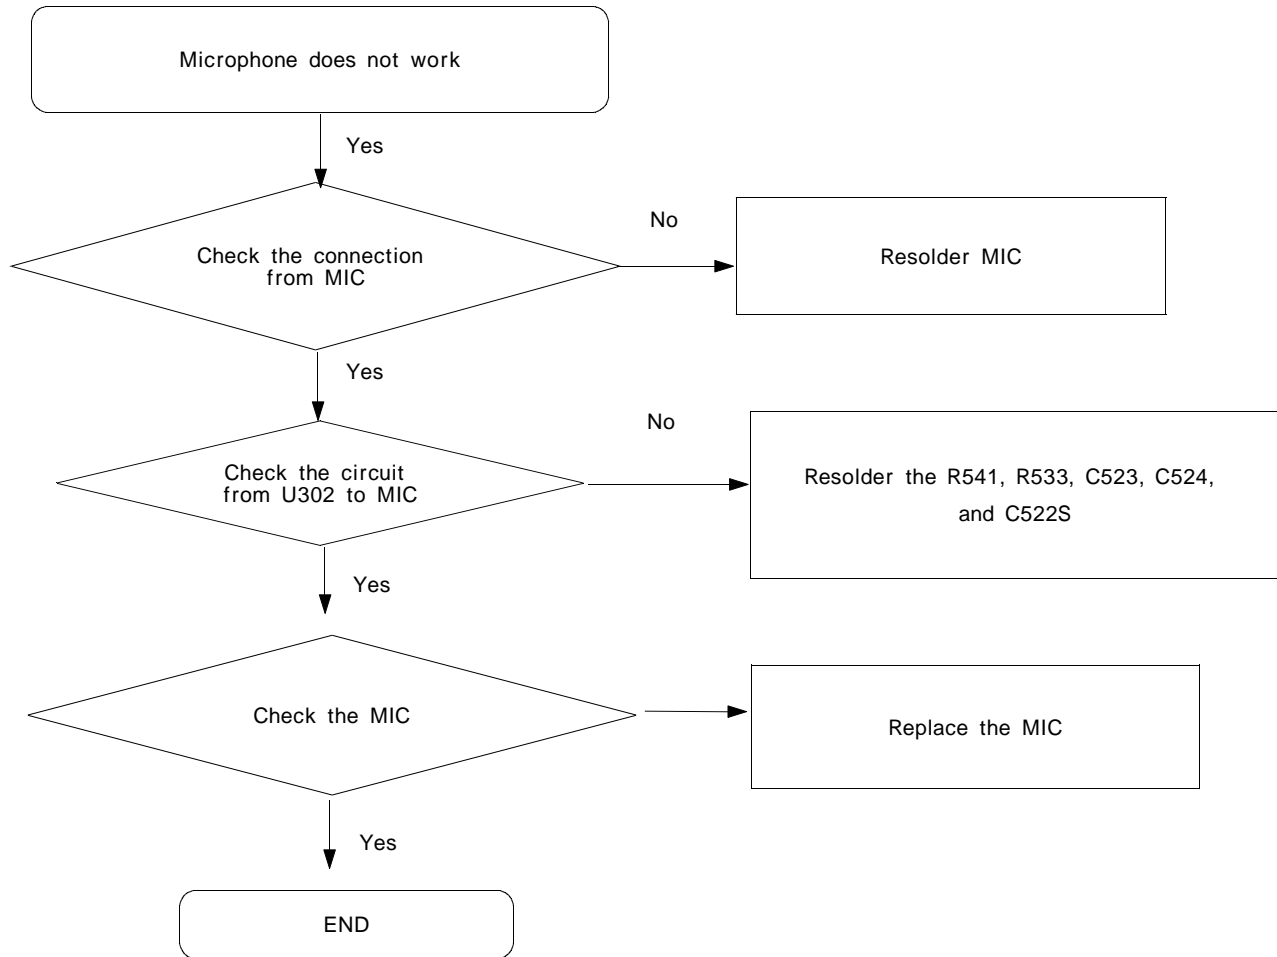 Microphone does not work
Yes
Check the connection
from MIC
No
Resolder MIC
Yes
Check the circuit
from U302 to MIC
No
Resolder the R541, R533, C523, C524,
and C522S
Yes
Check the MIC
Replace the MIC
Yes
END